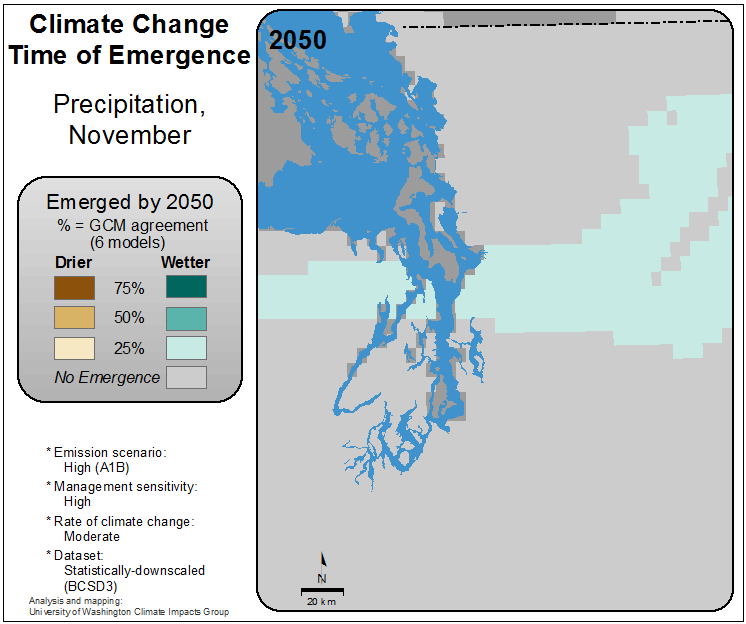 Climate Change
Time of Emergence
Precipitation,
November
Emerged by 2050
% = GCM agreement
(6 models)
Drier Wetter
75%
50%
25%
No Emergence
* Emission scenario:
High (A1B)
* Management sensitivity:
High
* Rate of climate change:
Moderate
* Dataset:
Statistically-downscaled
(BCSD3)
Analysis and mapping:
University of Washington Climate Impacts Group
2050
N
20 km